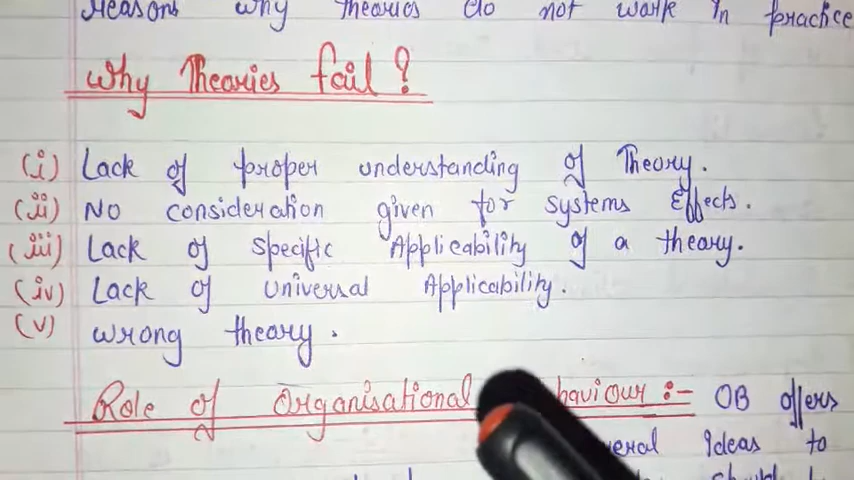 reasons why theories do not work in practice
Why Theories fail?
(i) Lack of proper understanding of Theory.
(ii) No consideration given for systems Effects.
(iii) Lack of specific Applicability of a theory.
(iv) Lack of universal Applicability.
(v) wrong theory.
Role of Organisational haviour :- OB offers
eral Ideas to